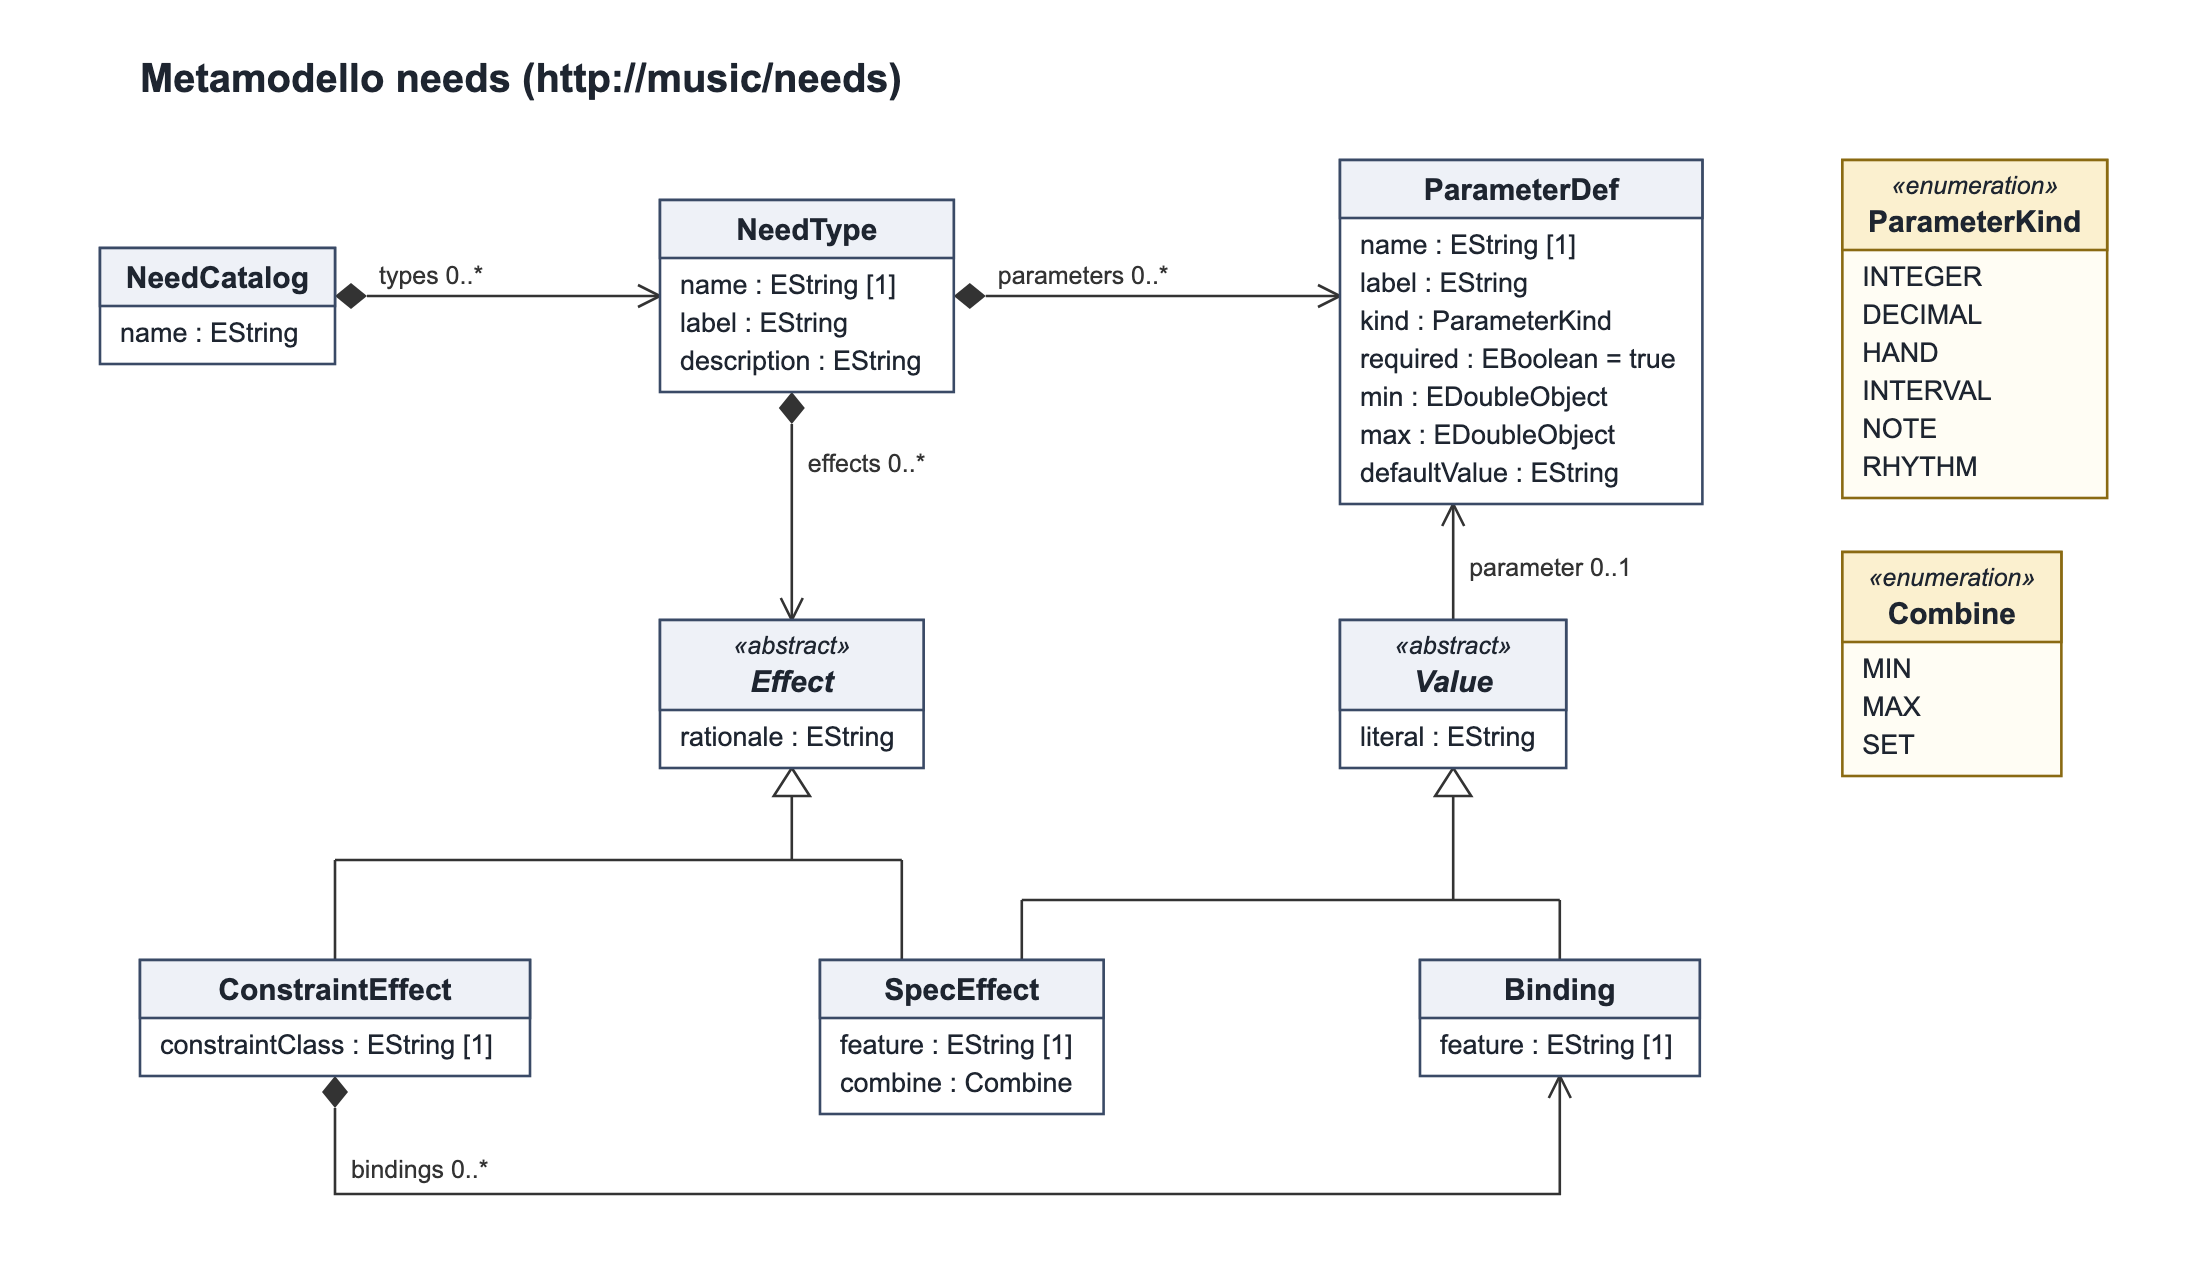 Metamodello needs (http://music/needs)
NeedCatalog
name : EString
types 0..*
NeedType
name : EString [1]
label : EString
description : EString
parameters 0..*
ParameterDef
name : EString [1]
label : EString
kind : ParameterKind
required : EBoolean = true
min : EDoubleObject
max : EDoubleObject
defaultValue : EString
«enumeration»
ParameterKind
INTEGER
DECIMAL
HAND
INTERVAL
NOTE
RHYTHM
effects 0..*
parameter 0..1
«enumeration»
Combine
MIN
MAX
SET
«abstract»
Effect
rationale : EString
«abstract»
Value
literal : EString
ConstraintEffect
constraintClass : EString [1]
SpecEffect
feature : EString [1]
combine : Combine
Binding
feature : EString [1]
bindings 0..*